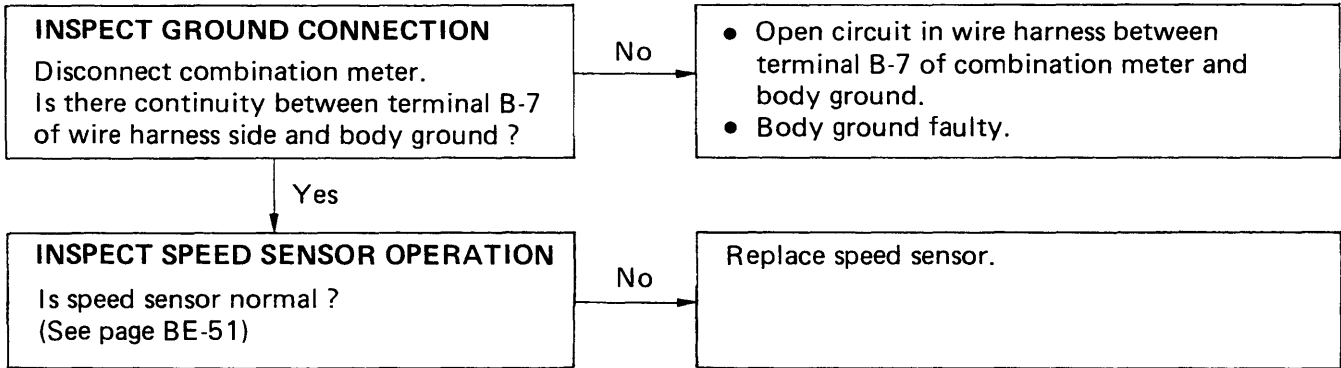 INSPECT GROUND CONNECTION
Disconnect combination meter.
Is there continuity between terminal B-7
of wire harness side and body ground ?
No
● Open circuit in wire harness between
terminal B-7 of combination meter and
body ground.
● Body ground faulty.
Yes
INSPECT SPEED SENSOR OPERATION
Is speed sensor normal ?
(See page BE-51)
No
Replace speed sensor.